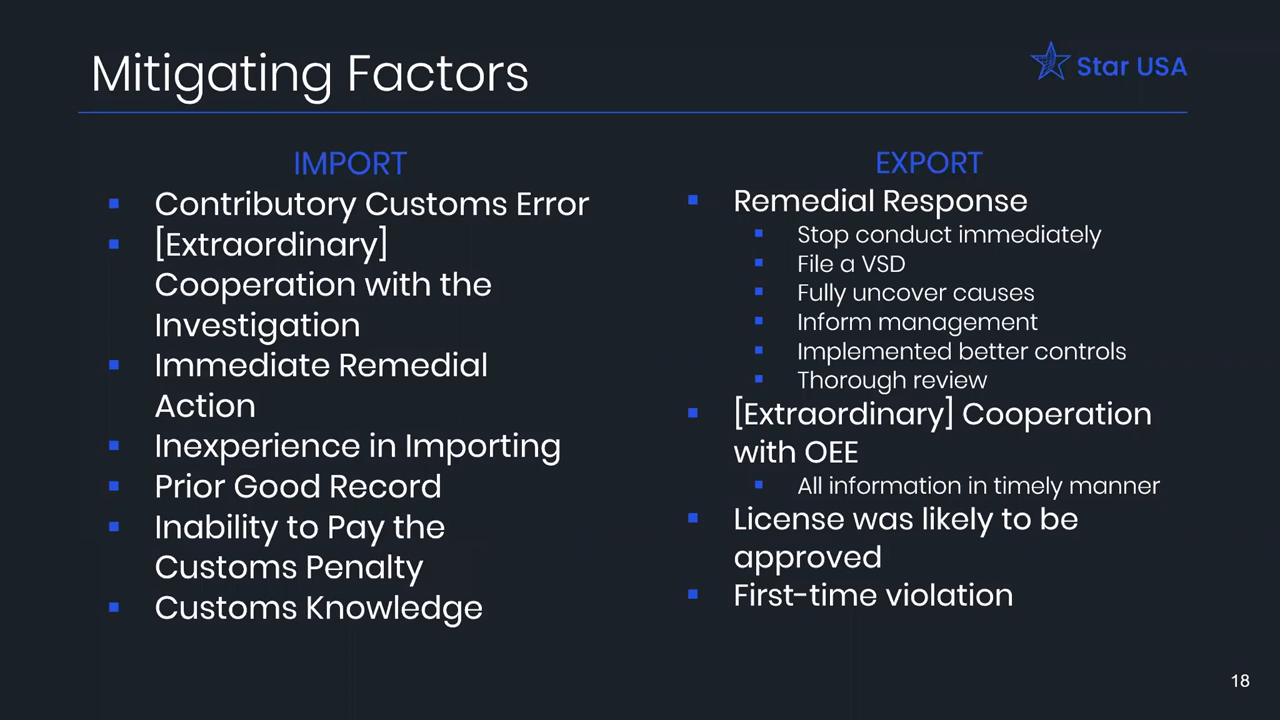 Mitigating Factors
Star USA
IMPORT
Contributory Customs Error
[Extraordinary]
Cooperation with the
Investigation
Immediate Remedial
Action
Inexperience in Importing
Prior Good Record
Inability to Pay the
Customs Penalty
Customs Knowledge
EXPORT
Remedial Response
Stop conduct immediately
File a VSD
Fully uncover causes
Inform management
Implemented better controls
Thorough review
[Extraordinary] Cooperation
with OEE
All information in timely manner
License was likely to be
approved
First-time violation
18